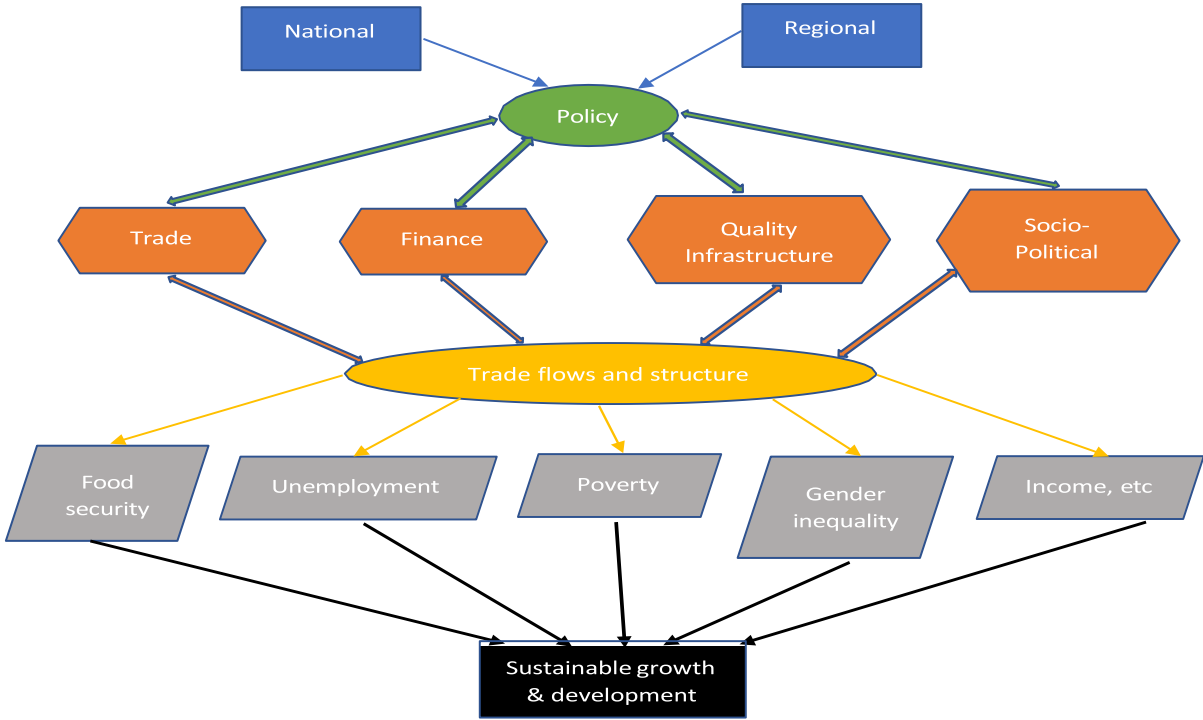 National
Regional
Policy
Trade
Finance
Quality
Infrastructure
Socio-
Political
Trade flows and structure
Food
security
Unemployment
Poverty
Gender
inequality
Income, etc
Sustainable growth
& development